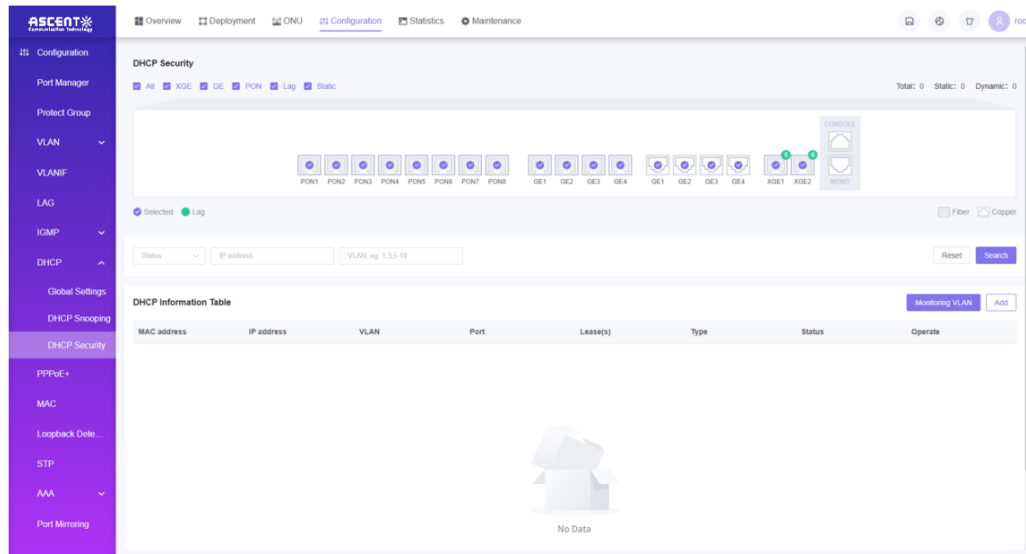 ASCENT
Communication Technology
Overview Deployment ONU Configuration Statistics Maintenance
Configuration
Port Manager
Protect Group
VLAN
VLANIF
LAG
IGMP
DHCP
Global Settings
DHCP Snooping
DHCP Security
PPPoE+
MAC
Loopback Dete...
STP
AAA
Port Mirroring
DHCP Security
All XGE GE PON Lag Static
Total: 0 Static: 0 Dynamic: 0
CONSOLE
PON1 PON2 PON3 PON4 PON5 PON6 PON7 PON8 GE1 GE2 GE3 GE4 GE1 GE2 GE3 GE4 XGE1 XGE2 MGMT
6 6
Selected Lag
Fiber Copper
Status IP address VLAN, eg: 1,3,5-10 Reset Search
DHCP Information Table
Monitoring VLAN Add
MAC address IP address VLAN Port Lease(s) Type Status Operate
No Data